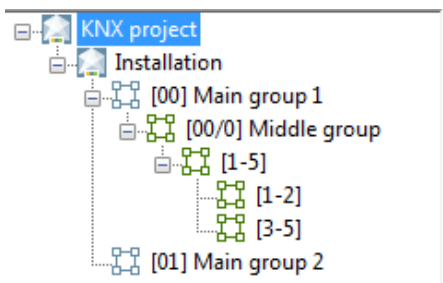 KNX project
Installation
[00] Main group 1
[00/0] Middle group
[1-5]
[1-2]
[3-5]
[01] Main group 2